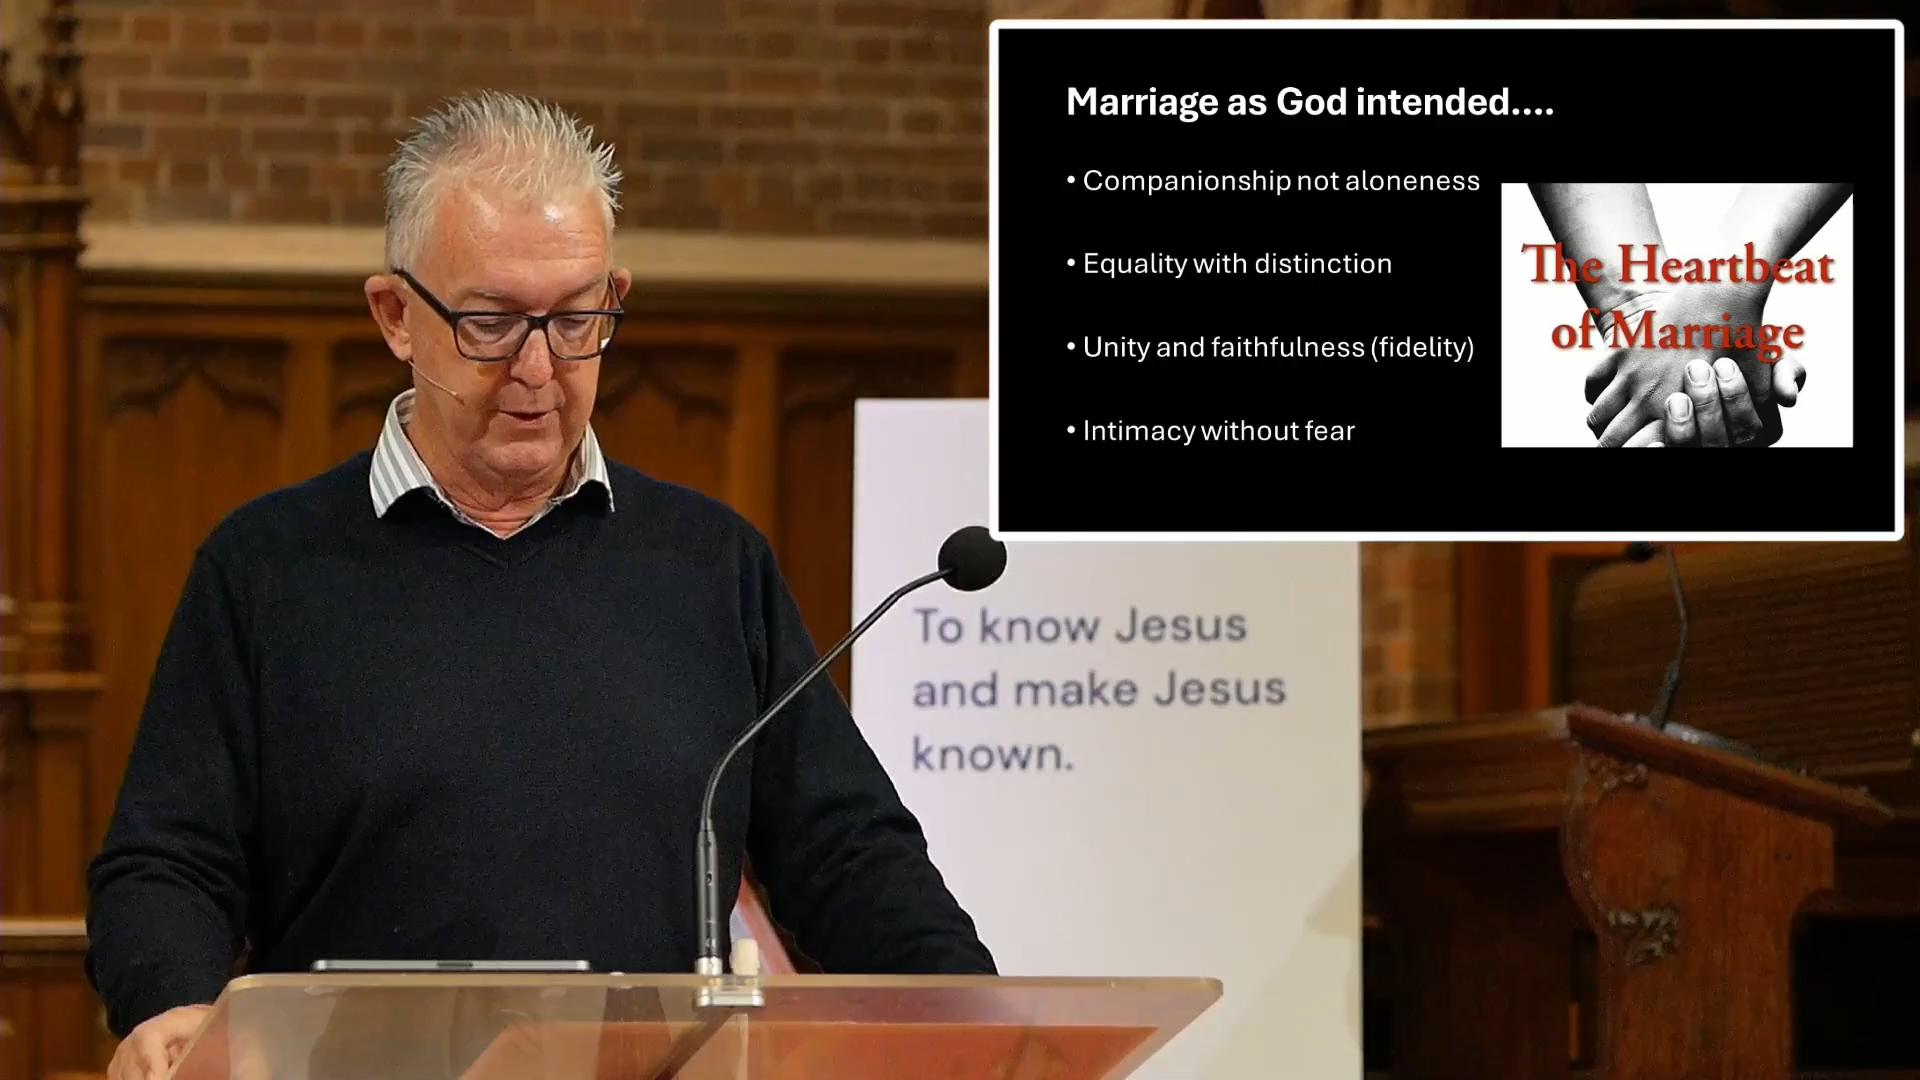 Marriage as God intended....
• Companionship not aloneness
• Equality with distinction
• Unity and faithfulness (fidelity)
• Intimacy without fear
The Heartbeat
of Marriage
To know Jesus
and make Jesus
known.